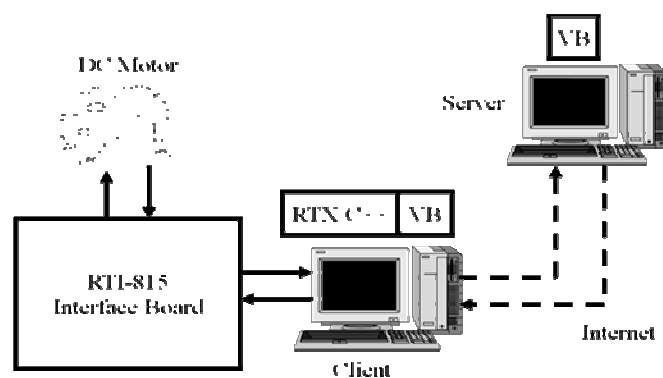 VB
DC Motor
Server
RTX C++ VB
RTI-815
Interface Board
Internet
Client